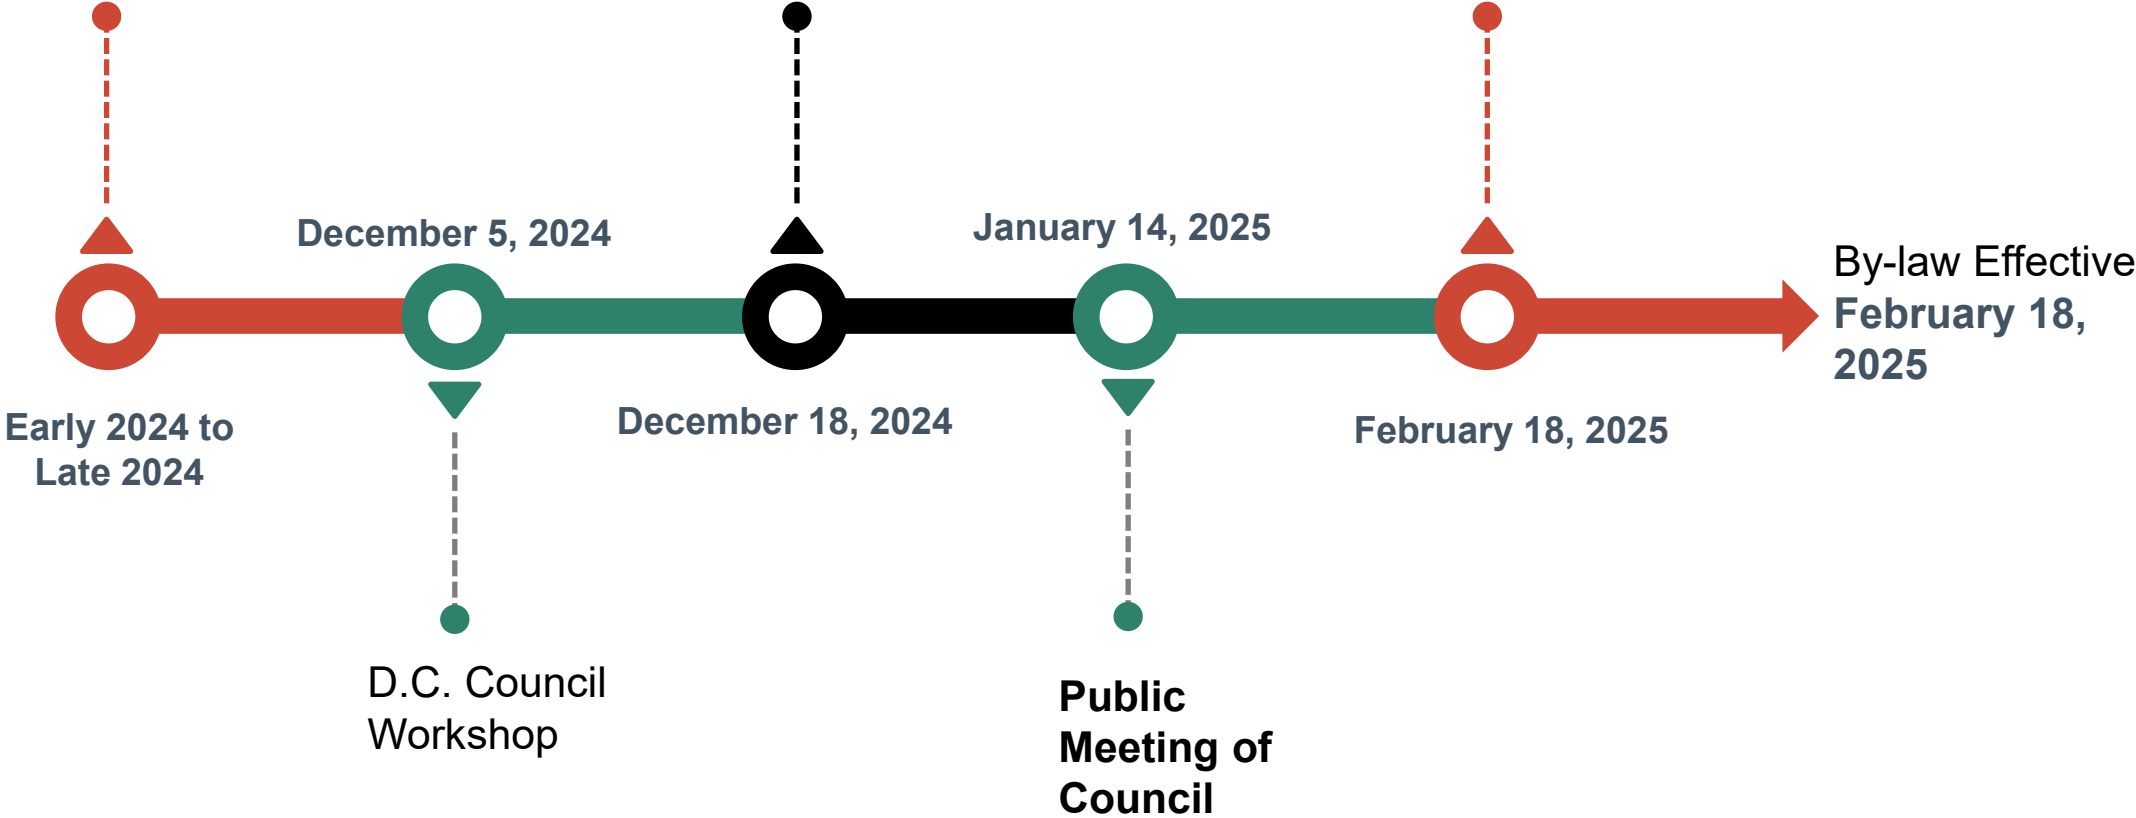 December 5, 2024
January 14, 2025
By-law Effective
February 18,
2025
Early 2024 to
Late 2024
December 18, 2024
February 18, 2025
D.C. Council
Workshop
Public
Meeting of
Council